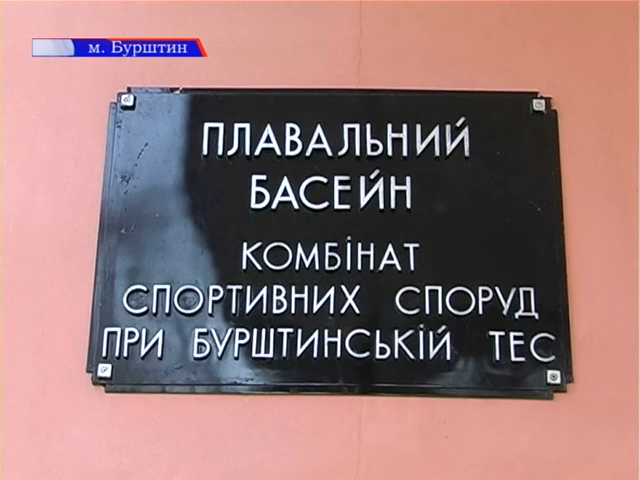 м. Бурштин
ПЛАВАЛЬНИЙ
БАСЕЙН
КОМБІНАТ
СПОРТИВНИХ СПОРУД
ПРИ БУРШТИНСЬКІЙ ТЕС